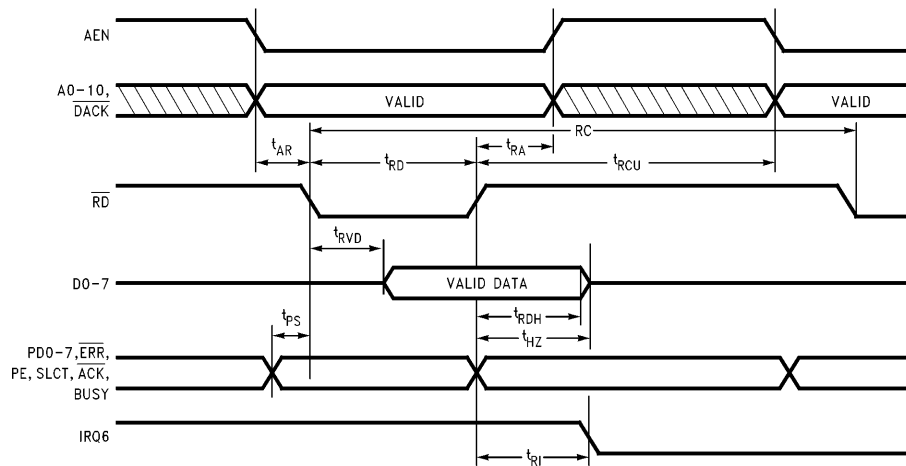 AEN
A0-10,
DACK
VALID
VALID
RC
tAR
tRD
tRA
tRCU
RD
tRVD
D0-7
VALID DATA
tRDH
tHZ
tPS
PD0-7, ERR,
PE, SLCT, ACK,
BUSY
IRQ6
tRI